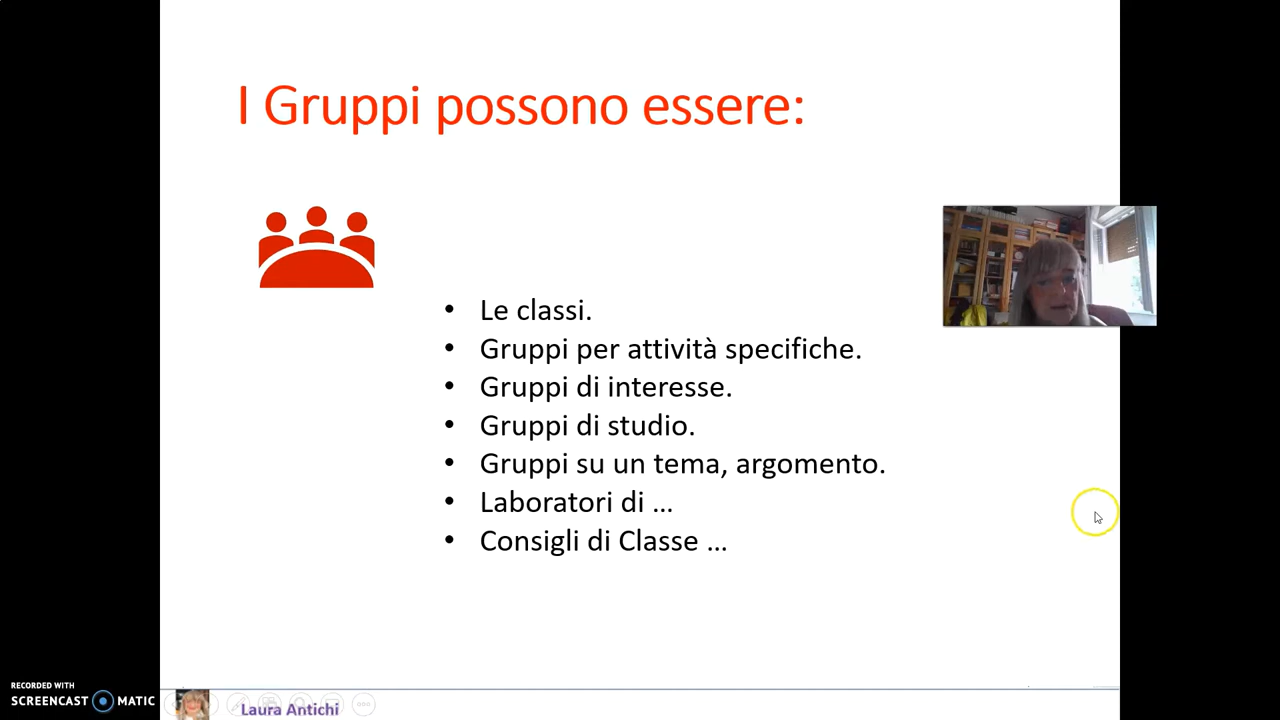 I Gruppi possono essere:
• Le classi.
• Gruppi per attività specifiche.
• Gruppi di interesse.
• Gruppi di studio.
• Gruppi su un tema, argomento.
• Laboratori di ...
• Consigli di Classe ...
RECORDED WITH
SCREENCAST MATIC
Laura Antichi